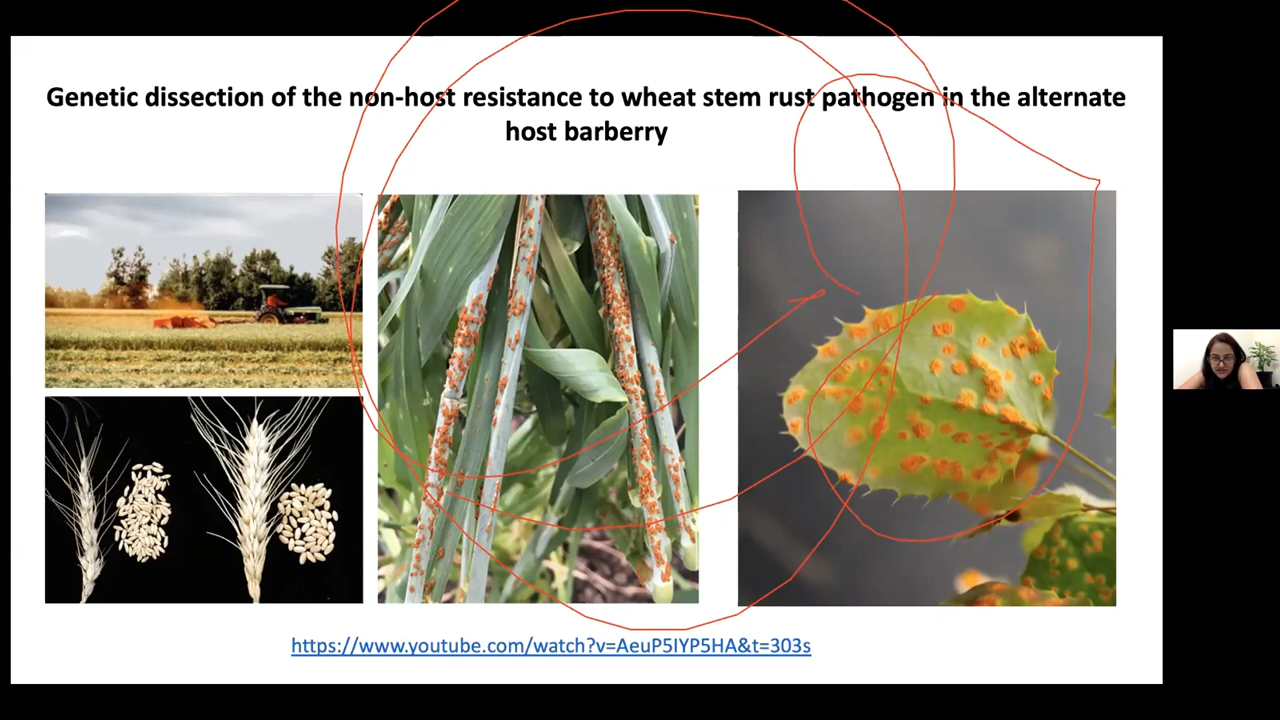 Genetic dissection of the non-host resistance to wheat stem rust pathogen in the alternate
host barberry
https://www.youtube.com/watch?v=AeuP5IYP5HA&t=303s